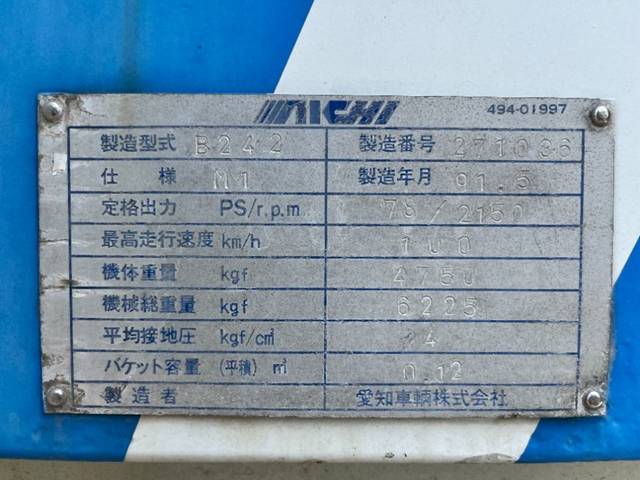 AICHI
494-01997
製造型式 B242 製造番号 271036
仕様 M1 製造年月 91.5
定格出力 PS/r.p.m /2150
最高走行速度 km/h 100
機体重量 kgf 4750
機械総重量 kgf 6225
平均接地圧 kgf/c㎡
バケット容量 (平積) ㎥ 0.12
製造者 愛知車輌株式会社